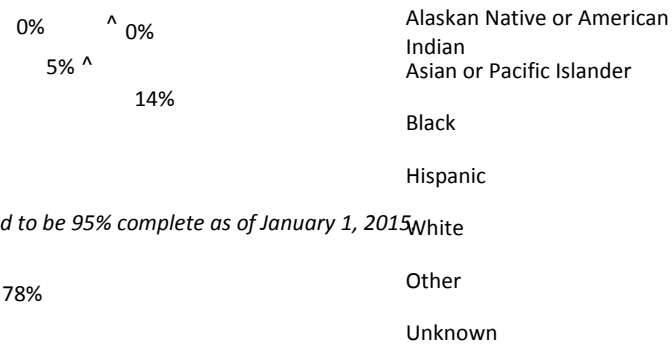 0% ^ 0%
5% ^
14%
d to be 95% complete as of January 1, 2015.
78%
Alaskan Native or American
Indian
Asian or Pacific Islander
Black
Hispanic
White
Other
Unknown